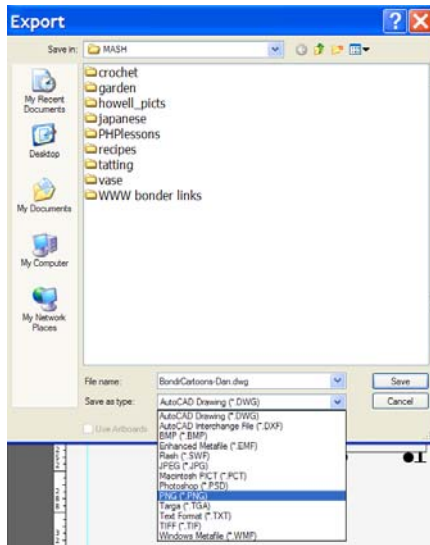 Export
Save in:
MASH
My Recent
Documents
Desktop
My Documents
My Computer
My Network
Places
crochet
garden
howell_picts
japanese
PHPlessons
recipes
tatting
vase
WWW bonder links
File name:
BondrCartoons-Dan.dwg
Save
Save as type:
AutoCAD Drawing (*.DWG)
Cancel
Use Artboards
AutoCAD Drawing (*.DWG)
AutoCAD Interchange File (*.DXF)
BMP (*.BMP)
Enhanced Metafile (*.EMF)
Flash (*.SWF)
JPEG (*.JPG)
Macintosh PICT (*.PCT)
Photoshop (*.PSD)
PNG (*.PNG)
Targa (*.TGA)
Text Format (*.TXT)
TIFF (*.TIF)
Windows Metafile (*.WMF)